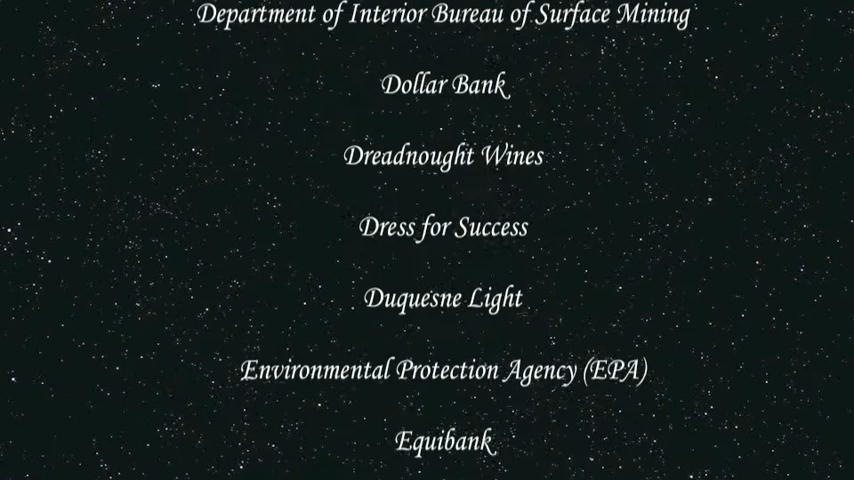 Department of Interior Bureau of Surface Mining
Dollar Bank
Dreadnought Wines
Dress for Success
Duquesne Light
Environmental Protection Agency (EPA)
Equibank